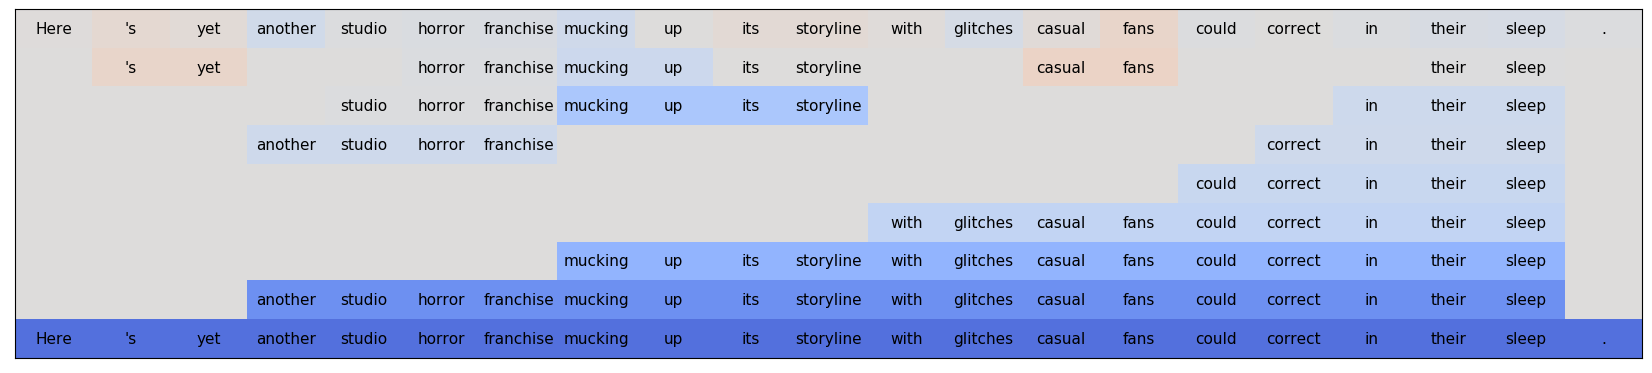 Here 's yet another studio horror franchise mucking up its storyline with glitches casual fans could correct in their sleep .
's yet horror franchise mucking up its storyline casual fans their sleep
studio horror franchise mucking up its storyline in their sleep
another studio horror franchise correct in their sleep
could correct in their sleep
with glitches casual fans could correct in their sleep
mucking up its storyline with glitches casual fans could correct in their sleep
another studio horror franchise mucking up its storyline with glitches casual fans could correct in their sleep
Here 's yet another studio horror franchise mucking up its storyline with glitches casual fans could correct in their sleep .